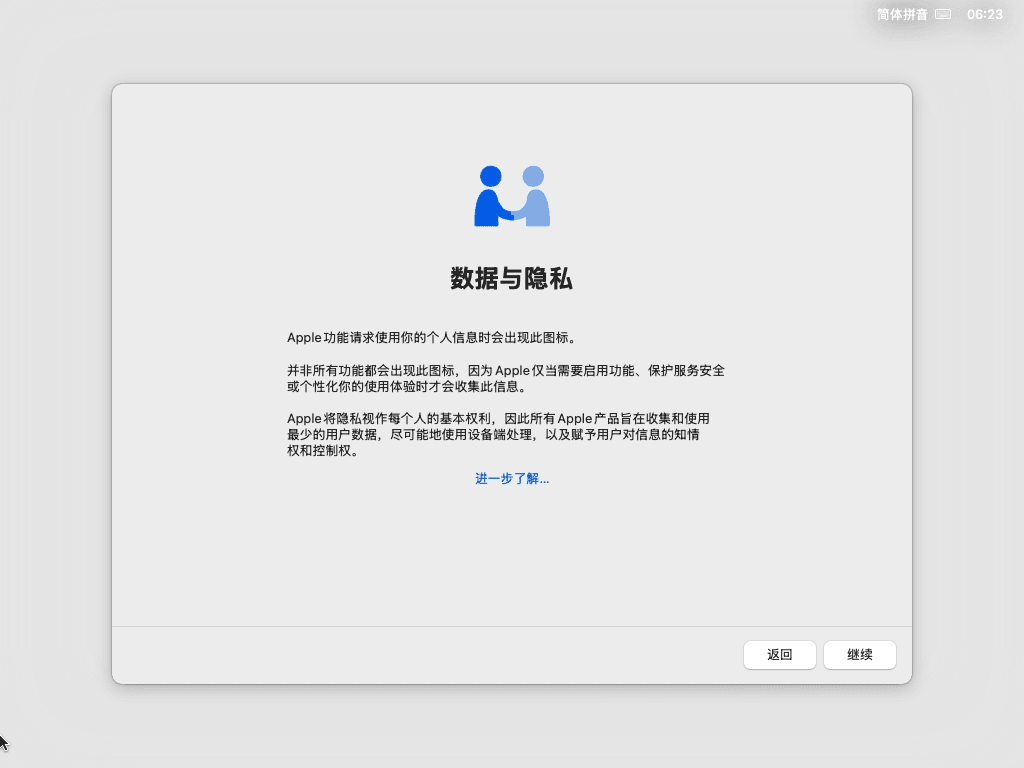 简体拼音 06:23
数据与隐私
Apple功能请求使用你的个人信息时会出现此图标。
并非所有功能都会出现此图标，因为Apple仅当需要启用功能、保护服务安全
或个性化你的使用体验时才会收集此信息。
Apple将隐私视作每个人的基本权利，因此所有Apple产品旨在收集和使用
最少的用户数据，尽可能地使用设备端处理，以及赋予用户对信息的知情
权和控制权。
进一步了解...
返回 继续